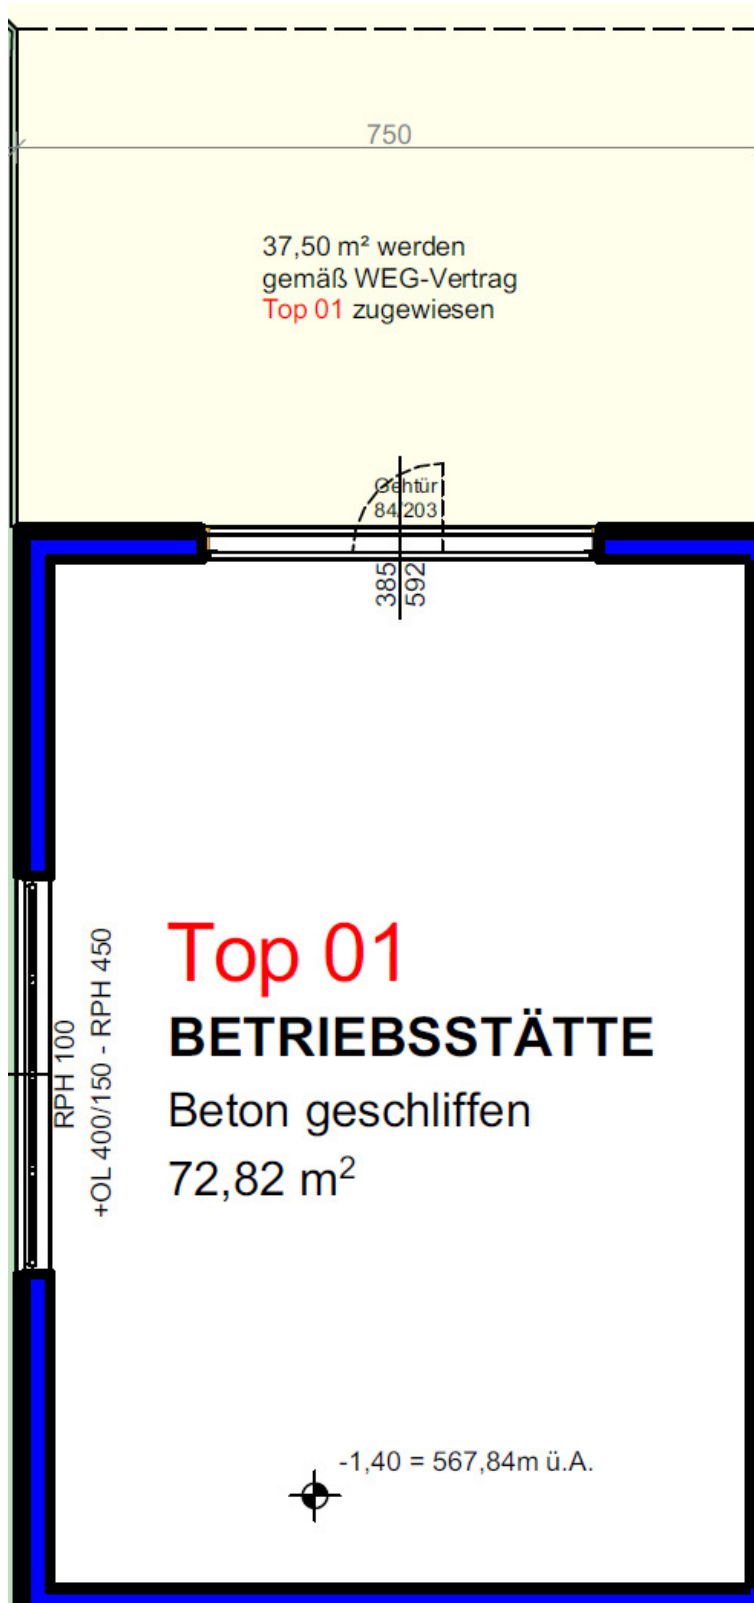 750
37,50 m² werden
gemäß WEG-Vertrag
Top 01 zugewiesen
Gehtür
84/203
385
592
RPH 100
+OL 400/150 - RPH 450
Top 01
BETRIEBSSTÄTTE
Beton geschliffen
72,82 m²
-1,40 = 567,84m ü.A.